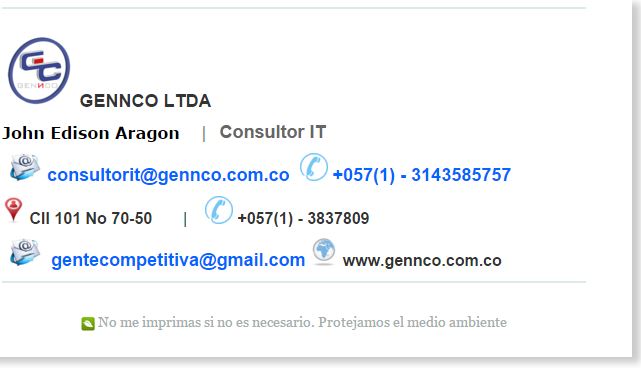 GC
GENNCO
GENNCO LTDA
John Edison Aragon | Consultor IT
consultorit@gennco.com.co +057(1) - 3143585757
Cll 101 No 70-50 | +057(1) - 3837809
gentecompetitiva@gmail.com www.gennco.com.co
No me imprimas si no es necesario. Protejamos el medio ambiente